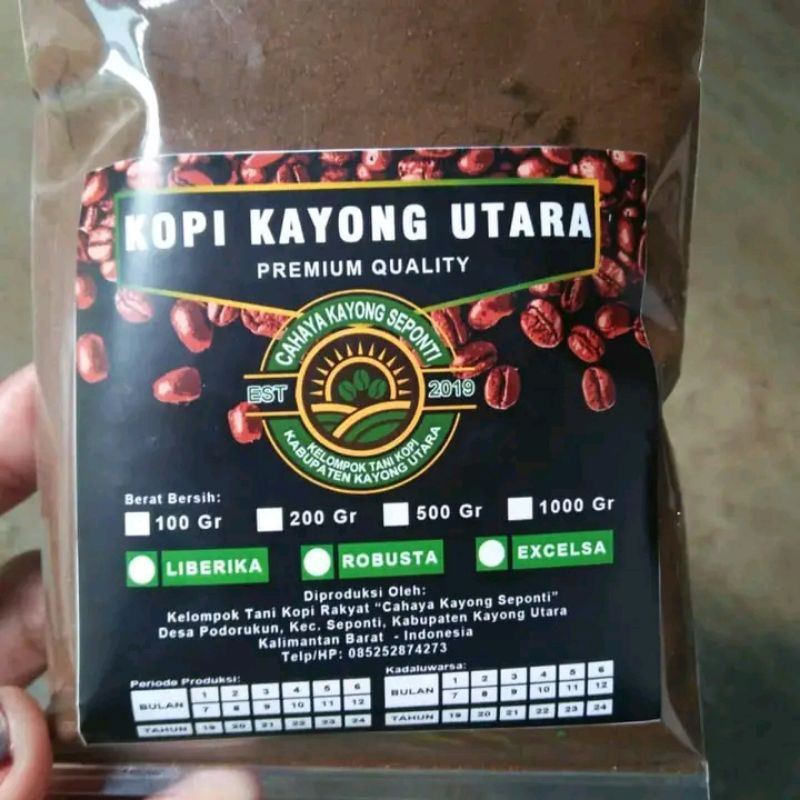 KOPI KAYONG UTARA
PREMIUM QUALITY
CAHAYA KAYONG SEPONTI
EST 2019
KELOMPOK TANI KOPI
KABUPATEN KAYONG UTARA
Berat Bersih:
100 Gr 200 Gr 500 Gr 1000 Gr
LIBERIKA ROBUSTA EXCELSA
Diproduksi Oleh:
Kelompok Tani Kopi Rakyat "Cahaya Kayong Seponti"
Desa Podorukun, Kec. Seponti, Kabupaten Kayong Utara
Kalimantan Barat - Indonesia
Telp/HP: 085252874273
Periode Produksi:
BULAN 1 2 3 4 5 6
7 8 9 10 11 12
TAHUN 19 20 21 22 23 24
Kadaluwarsa:
BULAN 1 2 3 4 5 6
7 8 9 10 11 12
TAHUN 19 20 21 22 23 24